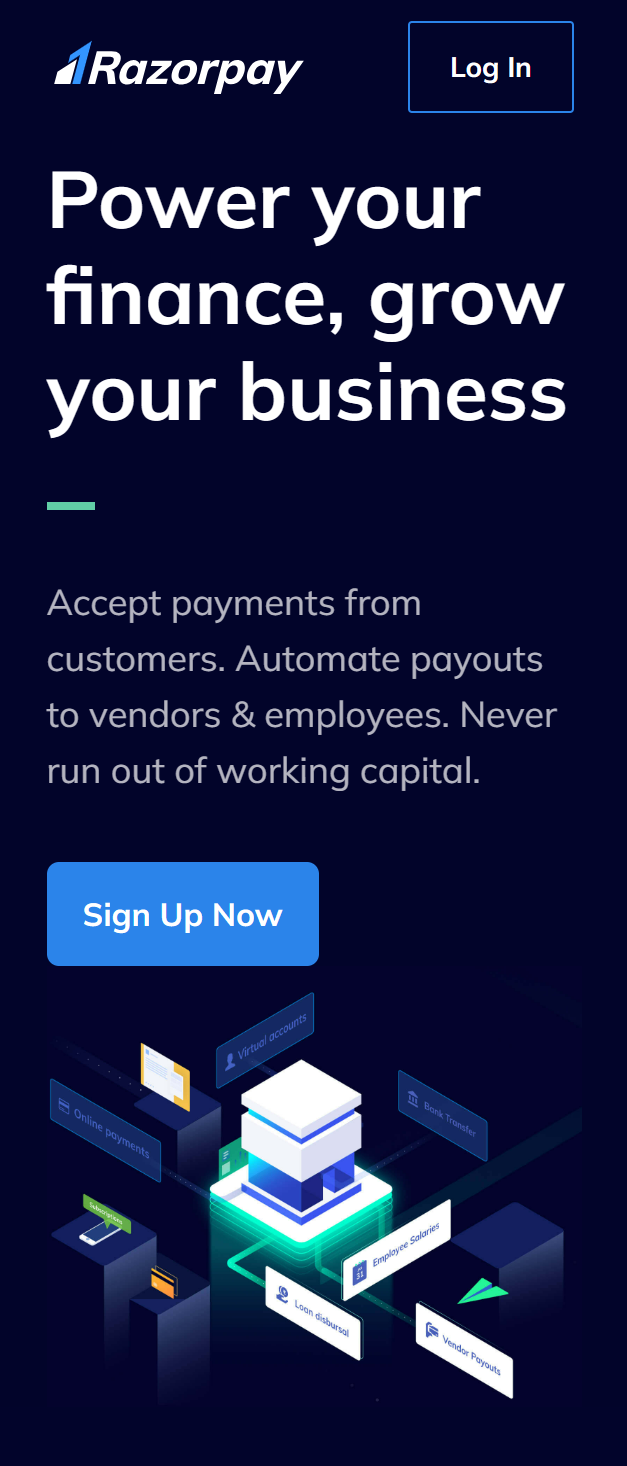 Razorpay
Log In
Power your
finance, grow
your business
Accept payments from
customers. Automate payouts
to vendors & employees. Never
run out of working capital.
Sign Up Now
Virtual accounts
Online payments
Bank Transfer
Subscriptions
Employee Salaries
31
Loan disbursal
Vendor Payouts